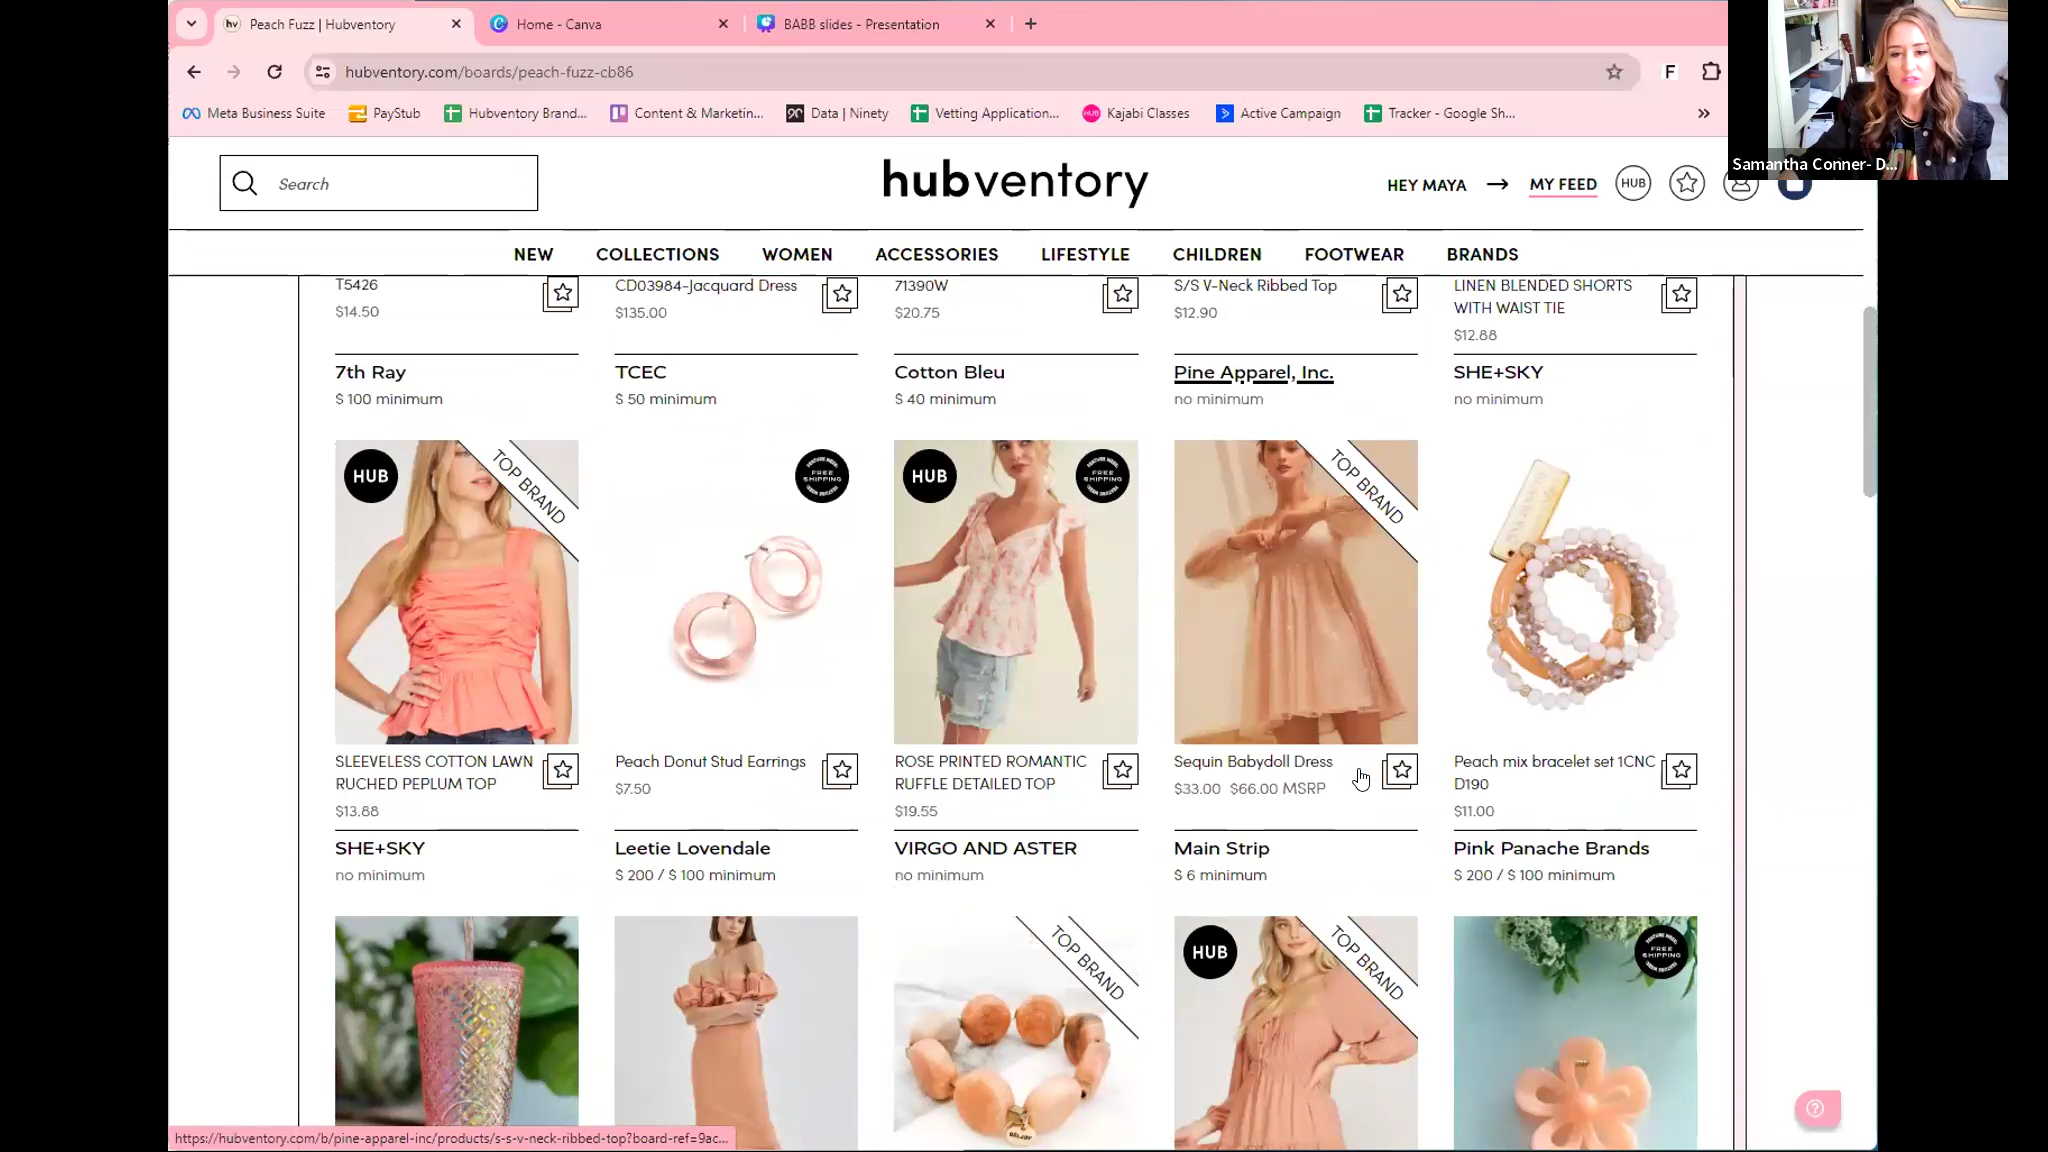 Peach Fuzz | Hubventory
Home - Canva
BABB slides - Presentation
hubventory.com/boards/peach-fuzz-cb86
F
Meta Business Suite
PayStub
Hubventory Brand...
Content & Marketin...
Data | Ninety
Vetting Application...
HUB
Kajabi Classes
Active Campaign
Tracker - Google Sh...
Samantha Conner- D...
Search
hubventory
HEY MAYA
MY FEED
HUB
NEW
COLLECTIONS
WOMEN
ACCESSORIES
LIFESTYLE
CHILDREN
FOOTWEAR
BRANDS
T5426
$14.50
7th Ray
$ 100 minimum
CD03984-Jacquard Dress
$135.00
TCEC
$ 50 minimum
71390W
$20.75
Cotton Bleu
$ 40 minimum
S/S V-Neck Ribbed Top
$12.90
Pine Apparel, Inc.
no minimum
LINEN BLENDED SHORTS
WITH WAIST TIE
$12.88
SHE+SKY
no minimum
HUB
TOP BRAND
SLEEVELESS COTTON LAWN
RUCHED PEPLUM TOP
$13.88
SHE+SKY
no minimum
FREE
SHIPPING
Peach Donut Stud Earrings
$7.50
Leetie Lovendale
$ 200 / $ 100 minimum
HUB
FREE
SHIPPING
ROSE PRINTED ROMANTIC
RUFFLE DETAILED TOP
$19.55
VIRGO AND ASTER
no minimum
TOP BRAND
Sequin Babydoll Dress
$33.00 $66.00 MSRP
Main Strip
$ 6 minimum
Peach mix bracelet set 1CNC
D190
$11.00
Pink Panache Brands
$ 200 / $ 100 minimum
TOP BRAND
HUB
TOP BRAND
FREE
SHIPPING
https://hubventory.com/b/pine-apparel-inc/products/s-s-v-neck-ribbed-top?board-ref=9ac...